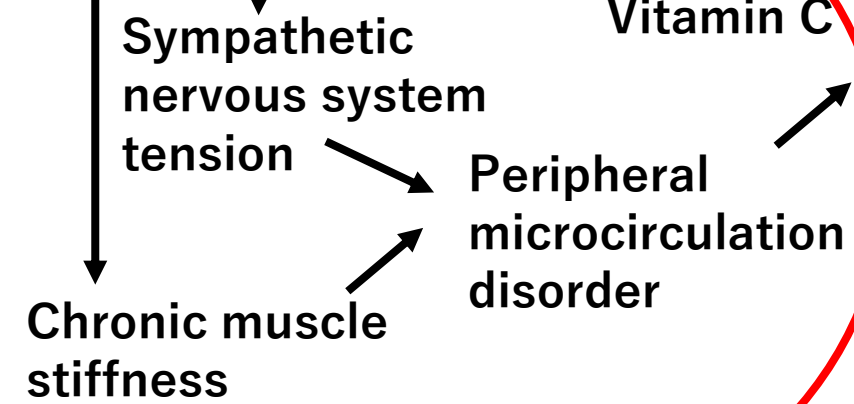 Vitamin C
Sympathetic
nervous system
tension
Peripheral
microcirculation
disorder
Chronic muscle
stiffness